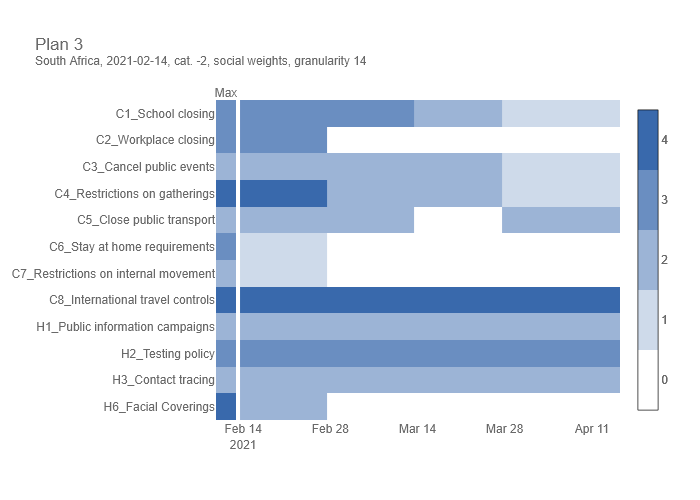 Plan 3
South Africa, 2021-02-14, cat. -2, social weights, granularity 14
Max
C1_School closing
C2_Workplace closing
C3_Cancel public events
C4_Restrictions on gatherings
C5_Close public transport
C6_Stay at home requirements
C7_Restrictions on internal movement
C8_International travel controls
H1_Public information campaigns
H2_Testing policy
H3_Contact tracing
H6_Facial Coverings
Feb 14 Feb 28 Mar 14 Mar 28 Apr 11
2021
4
3
2
1
0